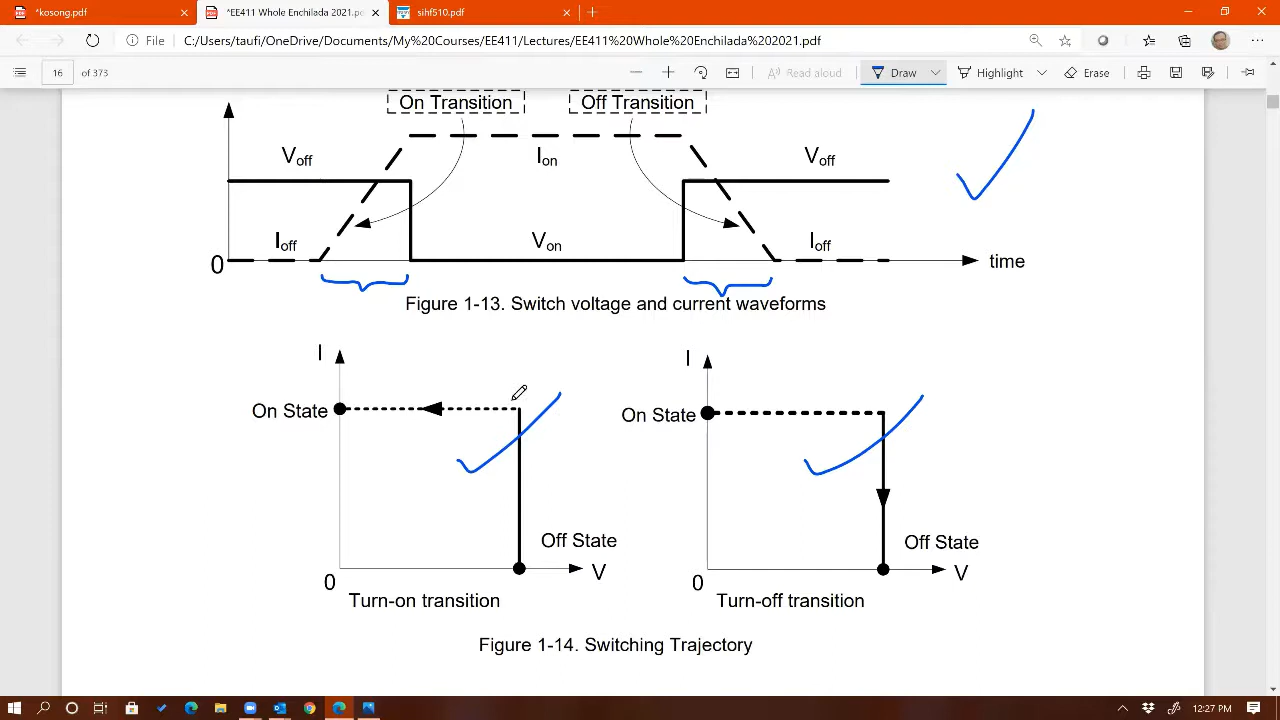 *kosong.pdf
*EE411 Whole Enchilada 2021.pd
sihf510.pdf
File
C:/Users/taufi/OneDrive/Documents/My%20Courses/EE411/Lectures/EE411%20Whole%20Enchilada%202021.pdf
16 of 373
Read aloud
Draw
Highlight
Erase
On Transition
Off Transition
Voff
Ion
Voff
Ioff
Von
Ioff
0
time
Figure 1-13. Switch voltage and current waveforms
I
I
On State
On State
Off State
Off State
0
V
0
V
Turn-on transition
Turn-off transition
Figure 1-14. Switching Trajectory
12:27 PM